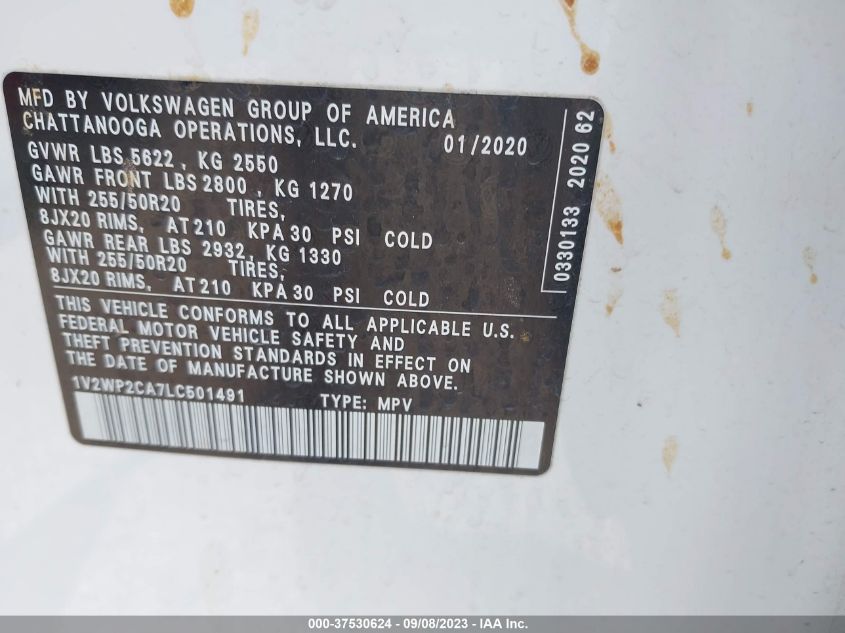 MFD BY VOLKSWAGEN GROUP OF AMERICA
CHATTANOOGA OPERATIONS, LLC.
01/2020
GVWR LBS 5622 , KG 2550
GAWR FRONT LBS 2800 , KG 1270
WITH 255/50R20 TIRES,
8JX20 RIMS, AT 210 KPA 30 PSI COLD
GAWR REAR LBS 2932, KG 1330
WITH 255/50R20 TIRES,
8JX20 RIMS, AT 210 KPA 30 PSI COLD
THIS VEHICLE CONFORMS TO ALL APPLICABLE U.S.
FEDERAL MOTOR VEHICLE SAFETY AND
THEFT PREVENTION STANDARDS IN EFFECT ON
THE DATE OF MANUFACTURE SHOWN ABOVE.
1V2WP2CA7LC501491 TYPE: MPV
0330133 2020 62
000-37530624 - 09/08/2023 - IAA Inc.